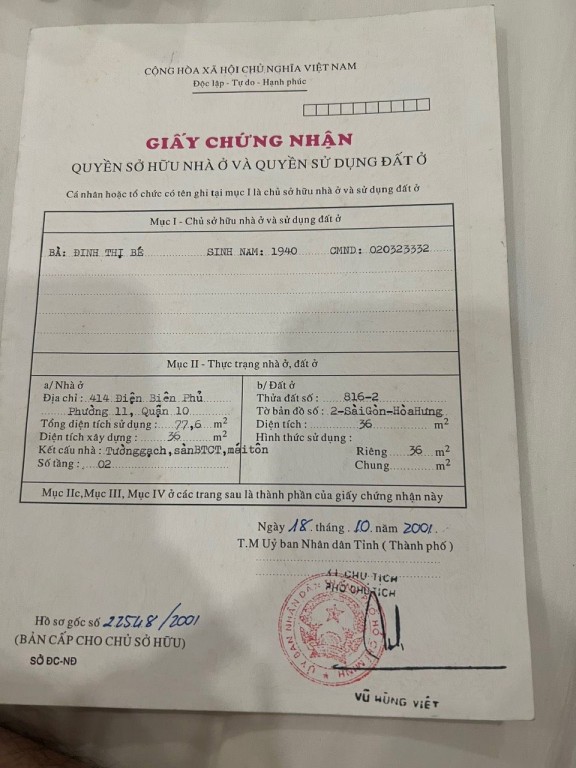 CỘNG HÒA XÃ HỘI CHỦ NGHĨA VIỆT NAM
Độc lập - Tự do - Hạnh phúc
GIẤY CHỨNG NHẬN
QUYỀN SỞ HỮU NHÀ Ở VÀ QUYỀN SỬ DỤNG ĐẤT Ở
Cá nhân hoặc tổ chức có tên ghi tại mục I là chủ sở hữu nhà ở và sử dụng đất ở
Mục I - Chủ sở hữu nhà ở và sử dụng đất ở
BÀ: ĐINH THỊ BẾ SINH NAM: 1940 CMND: 020323332
Mục II - Thực trạng nhà ở, đất ở
a/ Nhà ở
Địa chỉ : 414 Điện Biên Phủ
Phường 11, Quận 10
Tổng diện tích sử dụng : 77,6 m²
Diện tích xây dựng : 36 m²
Kết cấu nhà : Tường gạch, sàn BTCT, mái tôn
Số tầng : 02
b/ Đất ở
Thửa đất số : 816-2
Tờ bản đồ số : 2-SàiGòn-HòaHưng
Diện tích : 36 m²
Hình thức sử dụng :
Riêng 36 m²
Chung m²
Mục IIc, Mục III, Mục IV ở các trang sau là thành phần của giấy chứng nhận này
Ngày 18 tháng 10 năm 2001
T.M Uỷ ban Nhân dân Tỉnh ( Thành phố )
KT CHỦ TỊCH
PHÓ CHỦ TỊCH
Hồ sơ gốc số 22548/2001
(BẢN CẤP CHO CHỦ SỞ HỮU)
SỞ ĐC-NĐ
VŨ HÙNG VIỆT